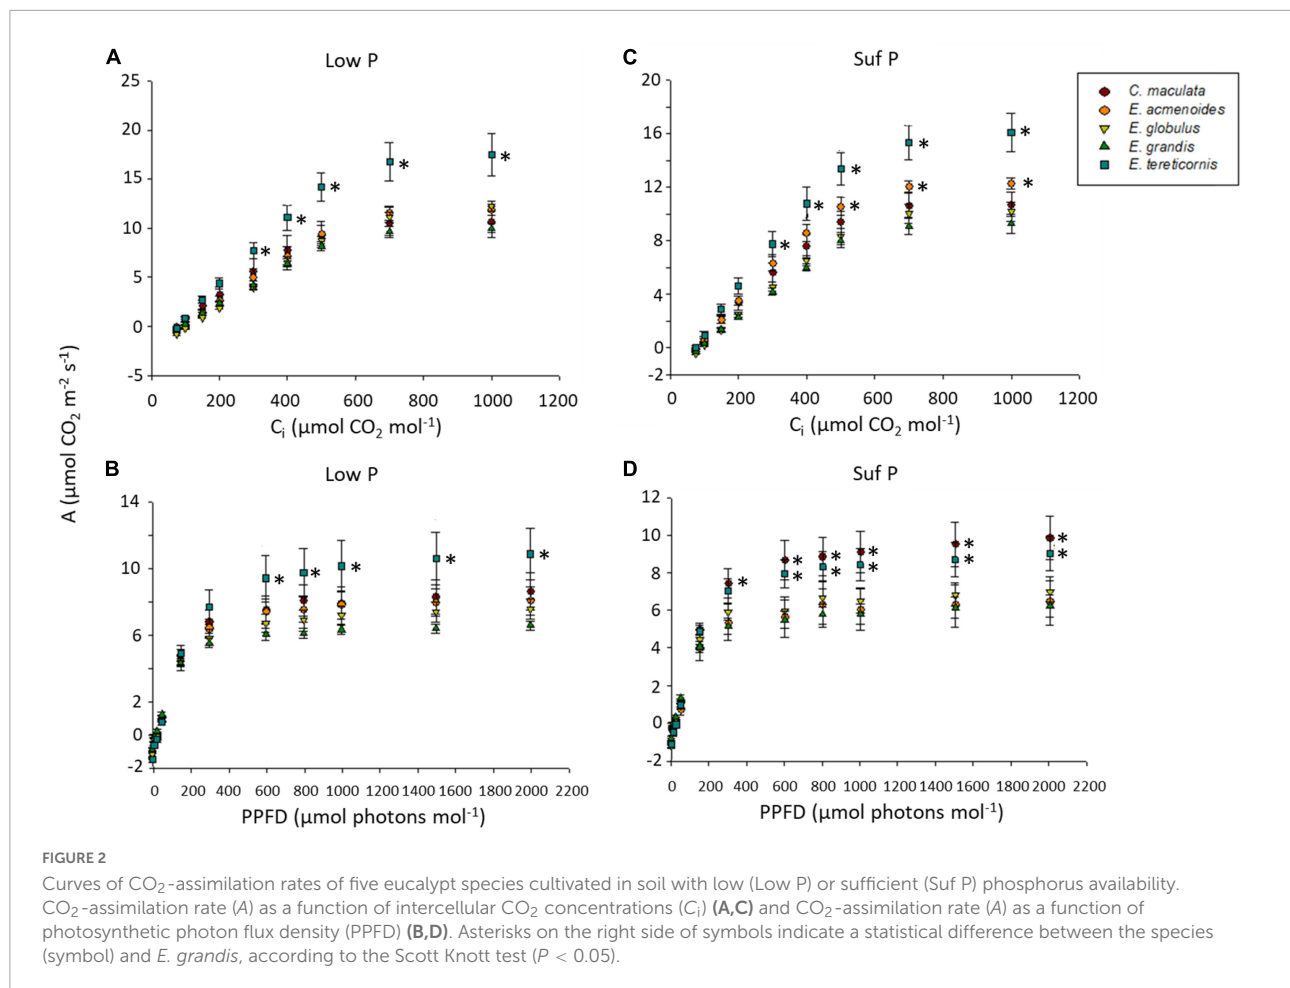 A
Low P
25
20
15
10
5
0
-5
0 200 400 600 800 1000 1200
C_i (μmol CO₂ mol⁻¹)
*
*
*
*
*
C
Suf P
20
16
12
8
4
0
-2
0 200 400 600 800 1000 1200
C_i (μmol CO₂ mol⁻¹)
*
*
*
*
*
*
*
*
C. maculata
E. acmenoides
E. globulus
E. grandis
E. tereticornis
A (μmol CO₂ m⁻² s⁻¹)
B
Low P
14
10
6
2
0
-2
0 200 400 600 800 1000 1200 1400 1600 1800 2000 2200
PPFD (μmol photons mol⁻¹)
*
*
*
*
*
D
Suf P
12
10
8
6
4
2
0
-2
0 200 400 600 800 1000 1200 1400 1600 1800 2000 2200
PPFD (μmol photons mol⁻¹)
*
*
*
*
*
*
*
*
*
*
*
FIGURE 2
Curves of CO₂-assimilation rates of five eucalypt species cultivated in soil with low (Low P) or sufficient (Suf P) phosphorus availability.
CO₂-assimilation rate (A) as a function of intercellular CO₂ concentrations (C_i) (A,C) and CO₂-assimilation rate (A) as a function of
photosynthetic photon flux density (PPFD) (B,D). Asterisks on the right side of symbols indicate a statistical difference between the species
(symbol) and E. grandis, according to the Scott Knott test (P < 0.05).